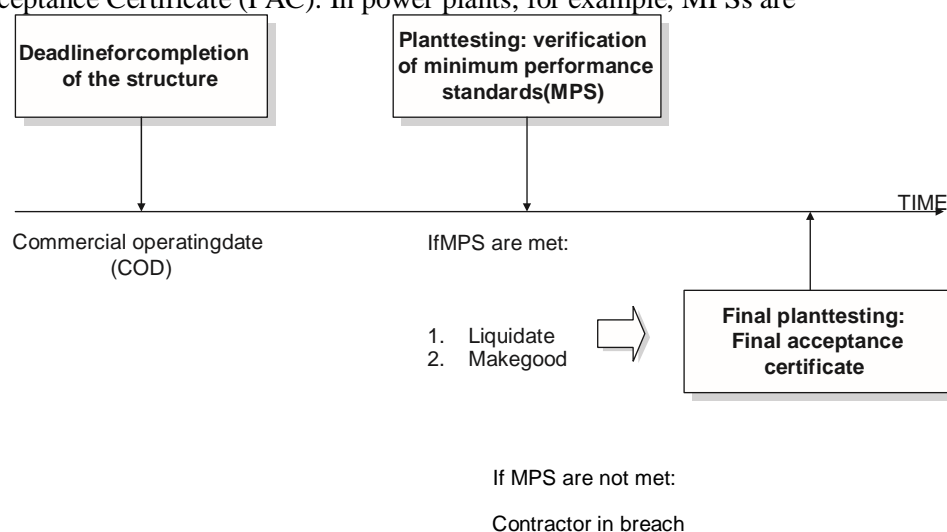 ceptance Certificate (PAC). In power plants, for example, MPSs are
Deadlineforcompletion
of the structure
Planttesting: verification
of minimum performance
standards(MPS)
TIME
Commercial operatingdate
(COD)
IfMPS are met:
1. Liquidate
2. Makegood
Final planttesting:
Final acceptance
certificate
If MPS are not met:
Contractor in breach